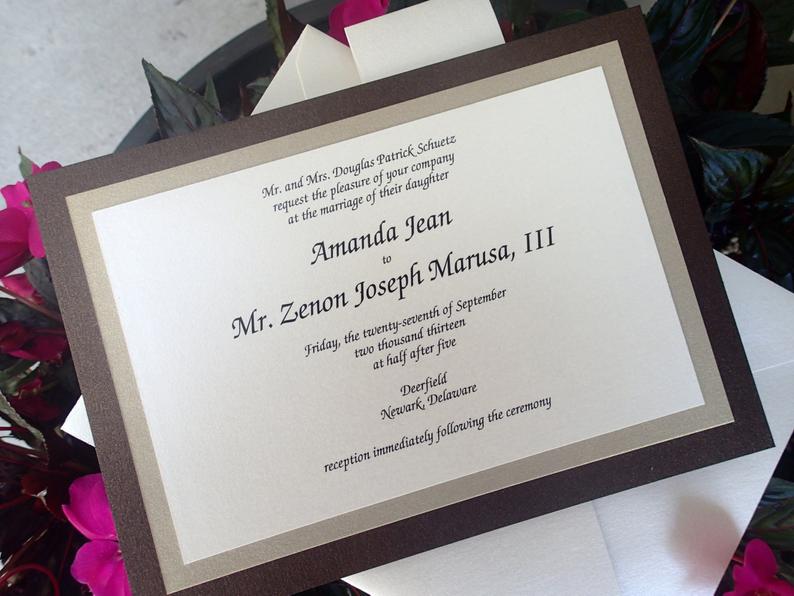 Mr. and Mrs. Douglas Patrick Schuetz
request the pleasure of your company
at the marriage of their daughter
Amanda Jean
to
Mr. Zenon Joseph Marusa, III
Friday, the twenty-seventh of September
two thousand thirteen
at half after five
Deerfield
Newark, Delaware
reception immediately following the ceremony